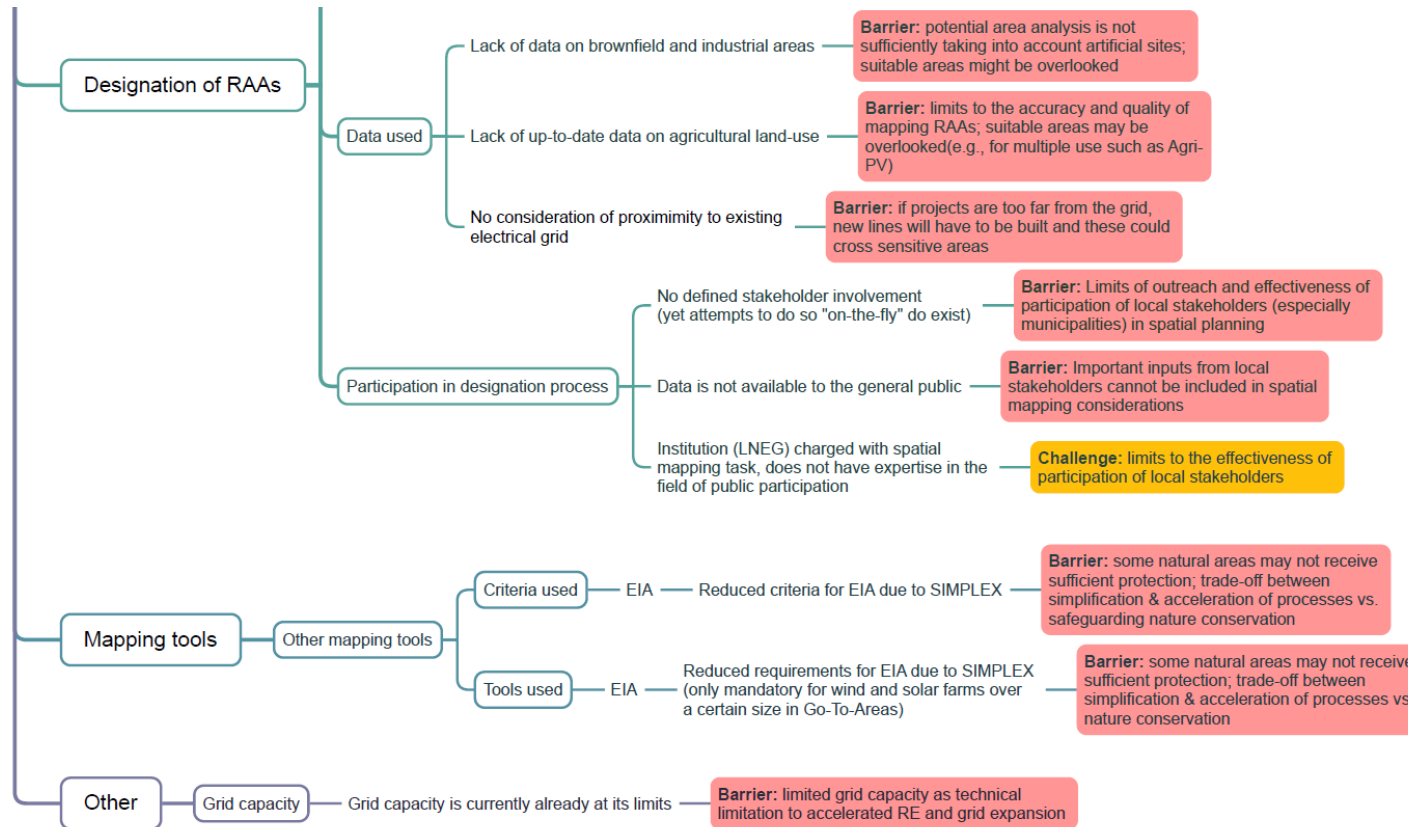 Designation of RAAs
Data used
Lack of data on brownfield and industrial areas
Barrier: potential area analysis is not
sufficiently taking into account artificial sites;
suitable areas might be overlooked
Lack of up-to-date data on agricultural land-use
Barrier: limits to the accuracy and quality of
mapping RAAs; suitable areas may be
overlooked(e.g., for multiple use such as Agri-
PV)
No consideration of proximimity to existing
electrical grid
Barrier: if projects are too far from the grid,
new lines will have to be built and these could
cross sensitive areas
Participation in designation process
No defined stakeholder involvement
(yet attempts to do so "on-the-fly" do exist)
Barrier: Limits of outreach and effectiveness of
participation of local stakeholders (especially
municipalities) in spatial planning
Data is not available to the general public
Barrier: Important inputs from local
stakeholders cannot be included in spatial
mapping considerations
Institution (LNEG) charged with spatial
mapping task, does not have expertise in the
field of public participation
Challenge: limits to the effectiveness of
participation of local stakeholders
Mapping tools
Other mapping tools
Criteria used
EIA
Reduced criteria for EIA due to SIMPLEX
Barrier: some natural areas may not receive
sufficient protection; trade-off between
simplification & acceleration of processes vs.
safeguarding nature conservation
Tools used
EIA
Reduced requirements for EIA due to SIMPLEX
(only mandatory for wind and solar farms over
a certain size in Go-To-Areas)
Barrier: some natural areas may not receive
sufficient protection; trade-off between
simplification & acceleration of processes vs
nature conservation
Other
Grid capacity
Grid capacity is currently already at its limits
Barrier: limited grid capacity as technical
limitation to accelerated RE and grid expansion